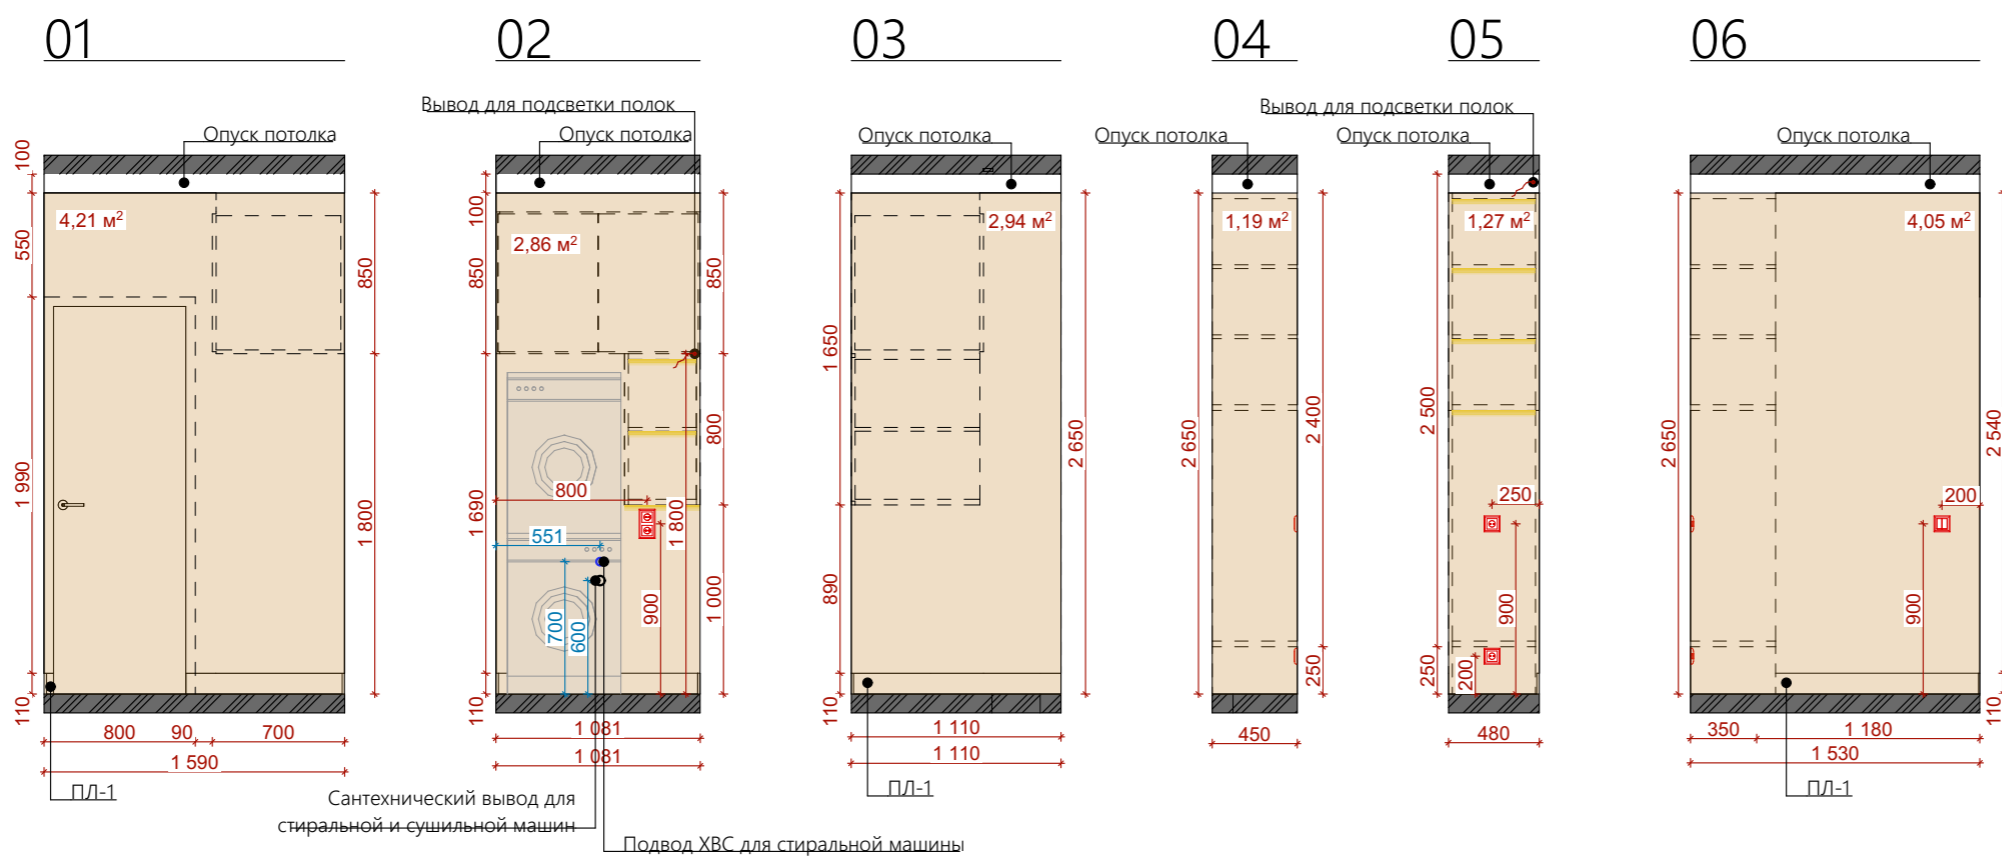 01
02
03
04
05
06
Вывод для подсветки полок
Вывод для подсветки полок
Опуск потолка
Опуск потолка
Опуск потолка
Опуск потолка
Опуск потолка
Опуск потолка
4,21 м²
100
550
1 990
110
850
1 800
800
90
700
1 590
ПЛ-1
2,86 м²
100
850
1 690
110
850
800
1 000
800
1 800
551
900
700
600
1 081
1 081
Сантехнический вывод для
стиральной и сушильной машин
Подвод ХВС для стиральной машины
2,94 м²
1 650
890
110
2 650
1 110
1 110
ПЛ-1
1,19 м²
2 650
2 400
250
450
1,27 м²
2 500
250
250
900
200
480
4,05 м²
2 650
2 540
110
200
900
350
1 180
1 530
ПЛ-1